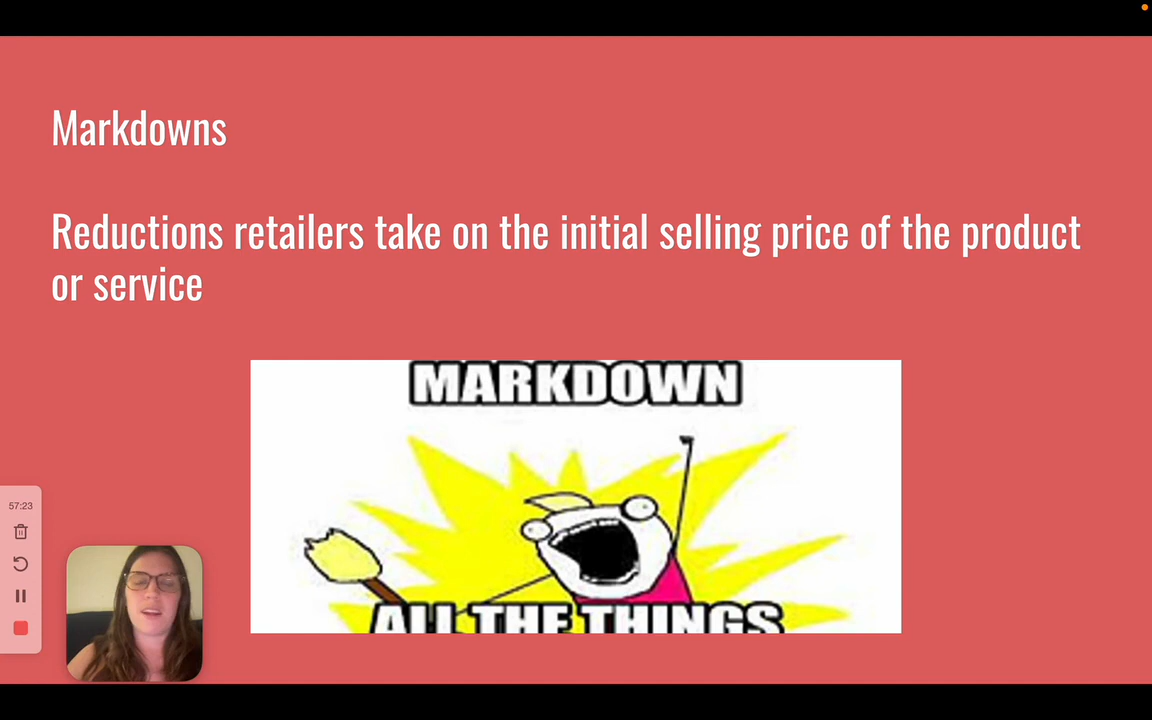 Markdowns
Reductions retailers take on the initial selling price of the product
or service
MARKDOWN
ALL THE THINGS
57:23